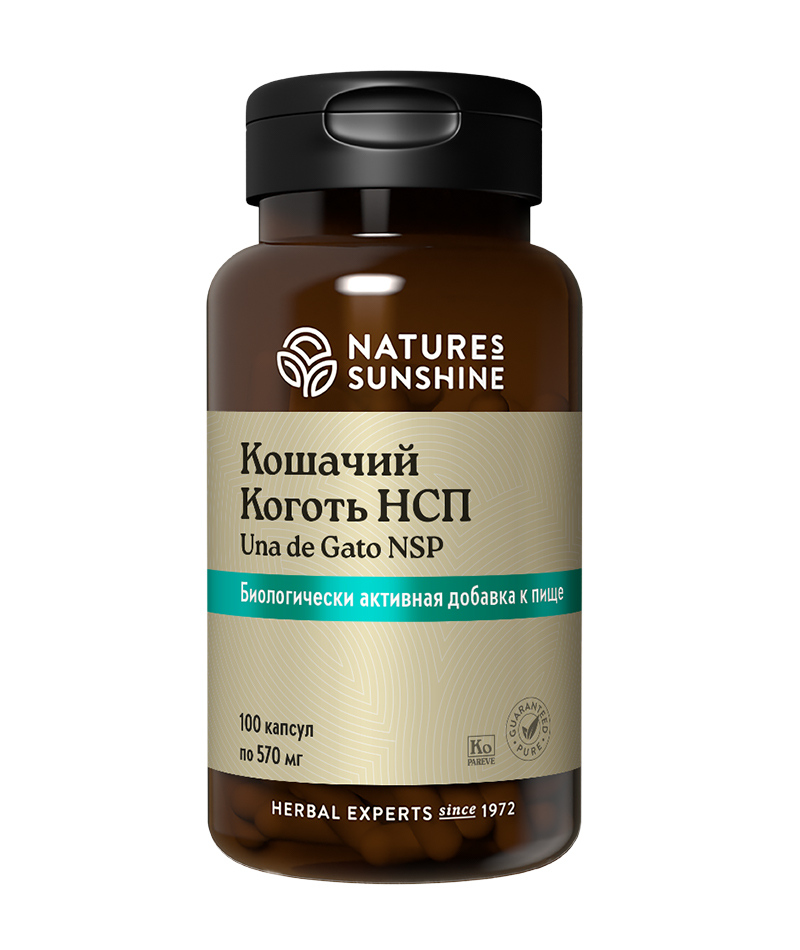 NATURES
SUNSHINE
Кошачий
Коготь НСП
Una de Gato NSP
Биологически активная добавка к пище
100 капсул
по 570 мг
Ko
PAREVE
GUARANTEED
PURE
HERBAL EXPERTS since 1972